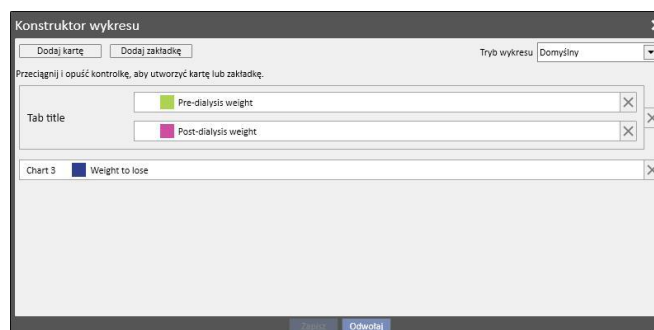 Konstruktor wykresu
Dodaj kartę Dodaj zakładkę Tryb wykresu Domyślny
Przeciągnij i opuść kontrolkę, aby utworzyć kartę lub zakładkę.
Pre-dialysis weight
Tab title
Post-dialysis weight
Chart 3 Weight to lose
Zapisz Odwołaj